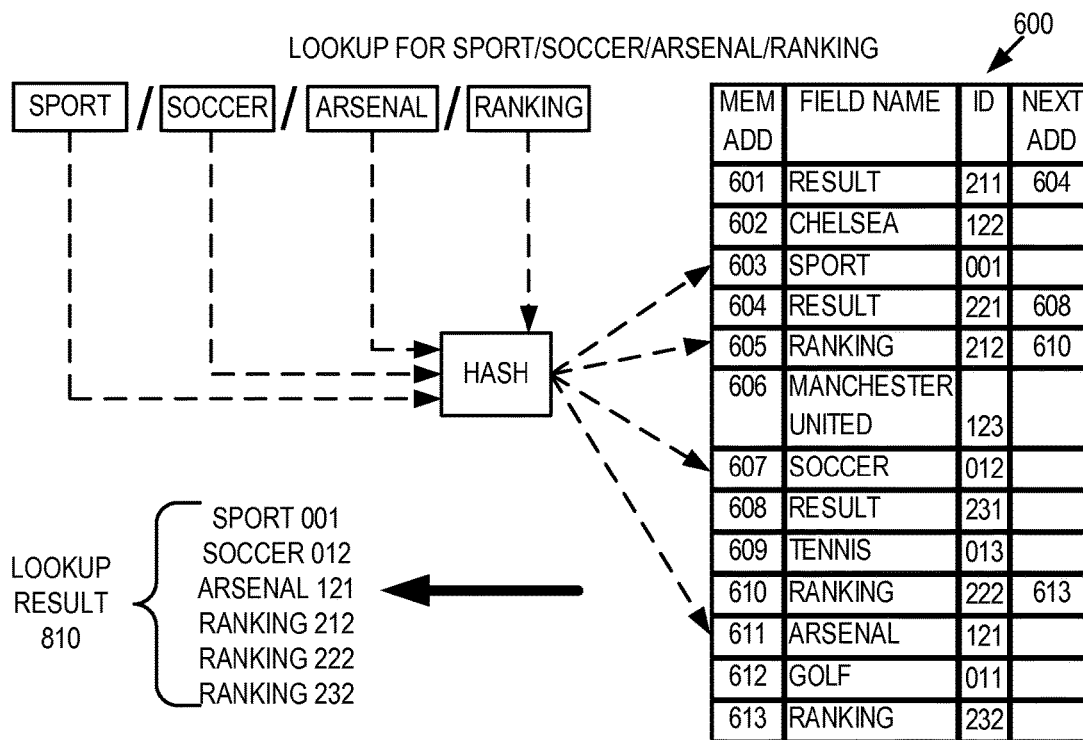 LOOKUP FOR SPORT/SOCCER/ARSENAL/RANKING
600
SPORT / SOCCER / ARSENAL / RANKING
HASH
MEM ADD FIELD NAME ID NEXT ADD
601 RESULT 211 604
602 CHELSEA 122
603 SPORT 001
604 RESULT 221 608
605 RANKING 212 610
606 MANCHESTER UNITED 123
607 SOCCER 012
608 RESULT 231
609 TENNIS 013
610 RANKING 222 613
611 ARSENAL 121
612 GOLF 011
613 RANKING 232
LOOKUP
RESULT
810
SPORT 001
SOCCER 012
ARSENAL 121
RANKING 212
RANKING 222
RANKING 232